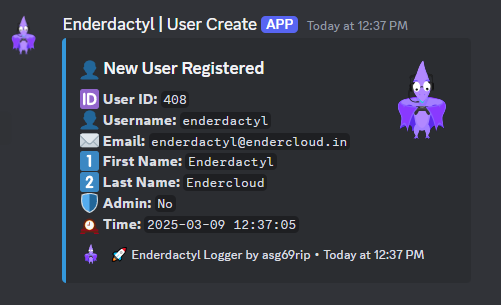 Enderdactyl | User Create APP Today at 12:37 PM
New User Registered
ID User ID: 408
Username: enderdactyl
Email: enderdactyl@endercloud.in
1 First Name: Enderdactyl
2 Last Name: Endercloud
Admin: No
Time: 2025-03-09 12:37:05
🚀 Enderdactyl Logger by asg69rip • Today at 12:37 PM